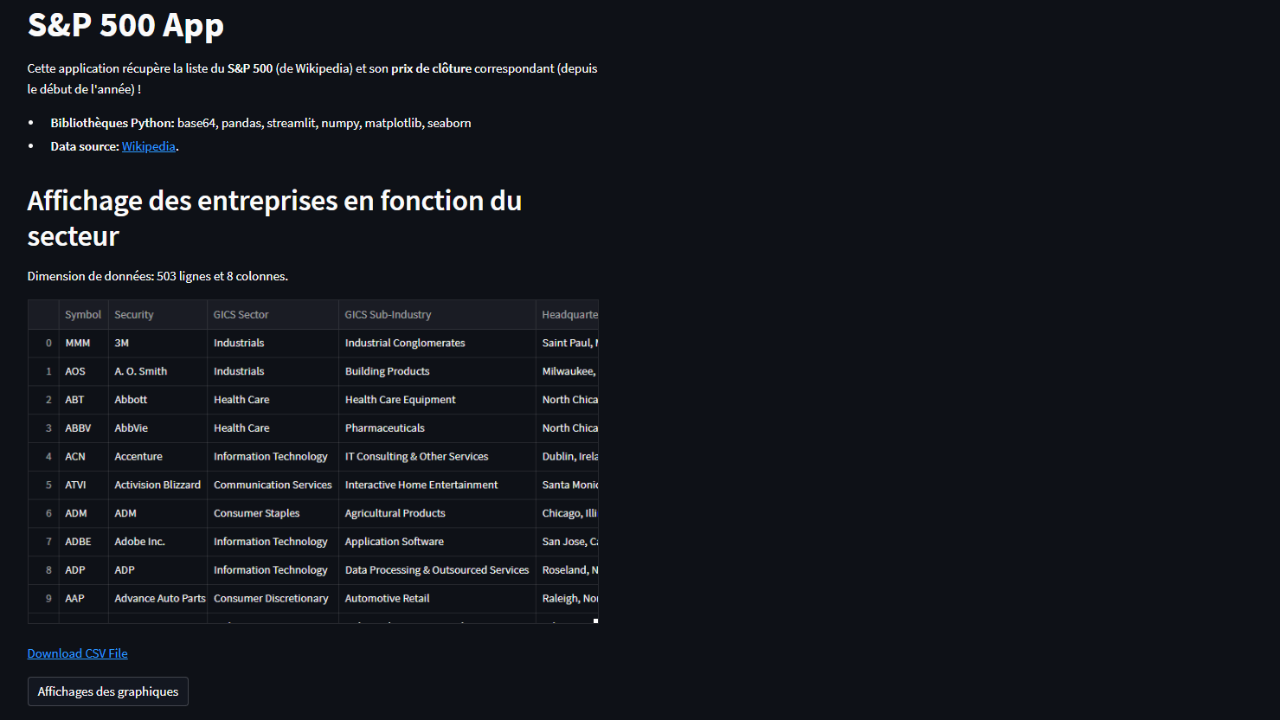 S&P 500 App
Cette application récupère la liste du S&P 500 (de Wikipedia) et son prix de clôture correspondant (depuis
le début de l'année) !
• Bibliothèques Python: base64, pandas, streamlit, numpy, matplotlib, seaborn
• Data source: Wikipedia.
Affichage des entreprises en fonction du
secteur
Dimension de données: 503 lignes et 8 colonnes.
Symbol Security GICS Sector GICS Sub-Industry Headquarte
0 MMM 3M Industrials Industrial Conglomerates Saint Paul,
1 AOS A. O. Smith Industrials Building Products Milwaukee,
2 ABT Abbott Health Care Health Care Equipment North Chica
3 ABBV AbbVie Health Care Pharmaceuticals North Chica
4 ACN Accenture Information Technology IT Consulting & Other Services Dublin, Irela
5 ATVI Activision Blizzard Communication Services Interactive Home Entertainment Santa Monic
6 ADM ADM Consumer Staples Agricultural Products Chicago, Illi
7 ADBE Adobe Inc. Information Technology Application Software San Jose, Ca
8 ADP ADP Information Technology Data Processing & Outsourced Services Roseland, N
9 AAP Advance Auto Parts Consumer Discretionary Automotive Retail Raleigh, Nor
Download CSV File
Affichages des graphiques